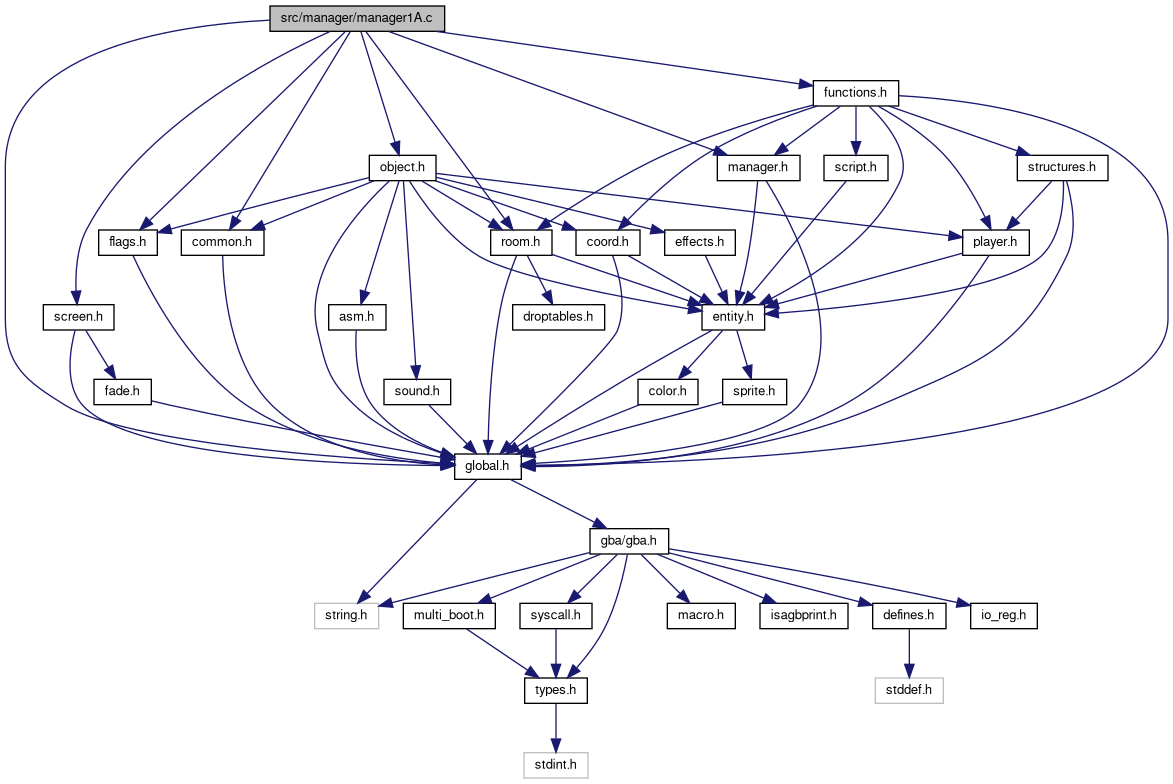 src/manager/manager1A.c
functions.h
object.h
manager.h
script.h
structures.h
flags.h
common.h
room.h
coord.h
effects.h
player.h
screen.h
asm.h
droptables.h
entity.h
fade.h
sound.h
color.h
sprite.h
global.h
gba/gba.h
string.h
multi_boot.h
syscall.h
macro.h
isagbprint.h
defines.h
io_reg.h
types.h
stddef.h
stdint.h